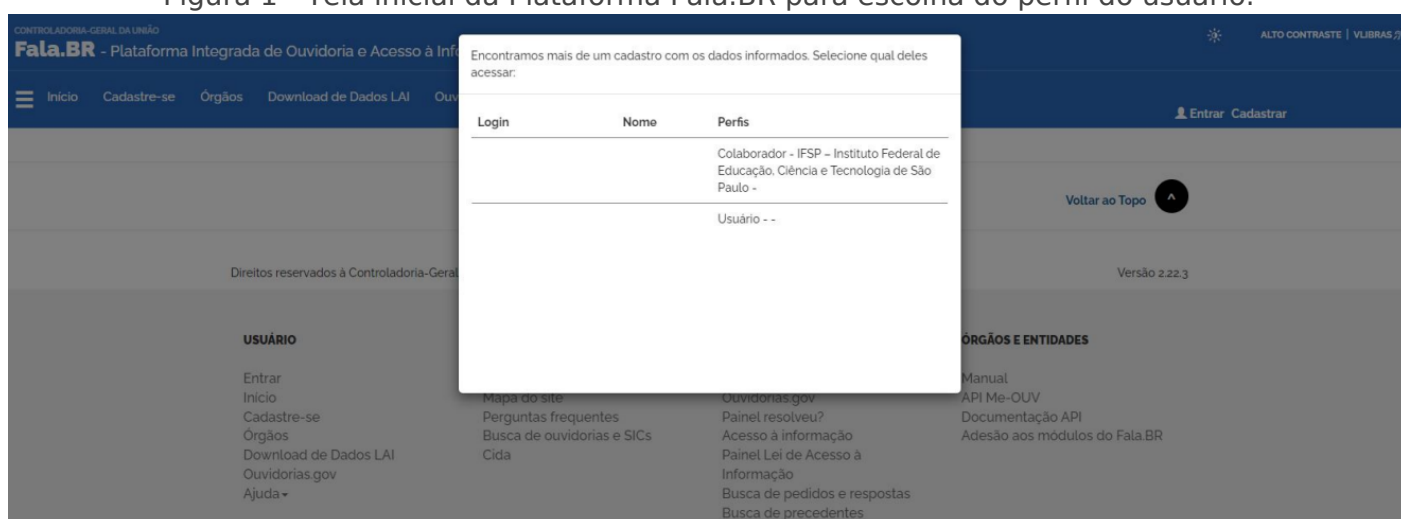 Figura 1 - Tela inicial da Plataforma Fala.BR para escolha do perfil do usuário.
CONTROLADORIA-GERAL DA UNIÃO
Fala.BR - Plataforma Integrada de Ouvidoria e Acesso à Info
ALTO CONTRASTE | VLIBRAS
Início Cadastre-se Órgãos Download de Dados LAI Ouv
Entrar Cadastrar
Encontramos mais de um cadastro com os dados informados. Selecione qual deles
acessar:
Login Nome Perfis
Colaborador - IFSP – Instituto Federal de
Educação, Ciência e Tecnologia de São
Paulo -
Usuário - -
Voltar ao Topo
Direitos reservados à Controladoria-Geral
Versão 2.22.3
USUÁRIO
Entrar
Início
Cadastre-se
Órgãos
Download de Dados LAI
Ouvidorias.gov
Ajuda
Mapa do site
Perguntas frequentes
Busca de ouvidorias e SICs
Cida
Ouvidorias.gov
Painel resolveu?
Acesso à informação
Painel Lei de Acesso à
Informação
Busca de pedidos e respostas
Busca de precedentes
ÓRGÃOS E ENTIDADES
Manual
API Me-OUV
Documentação API
Adesão aos módulos do Fala.BR